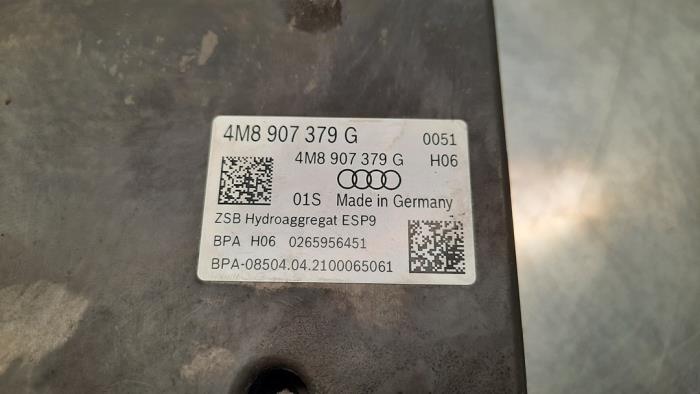 4M8 907 379 G 0051
4M8 907 379 G H06
01S Made in Germany
ZSB Hydroaggregat ESP9
BPA H06 0265956451
BPA-08504.04.2100065061